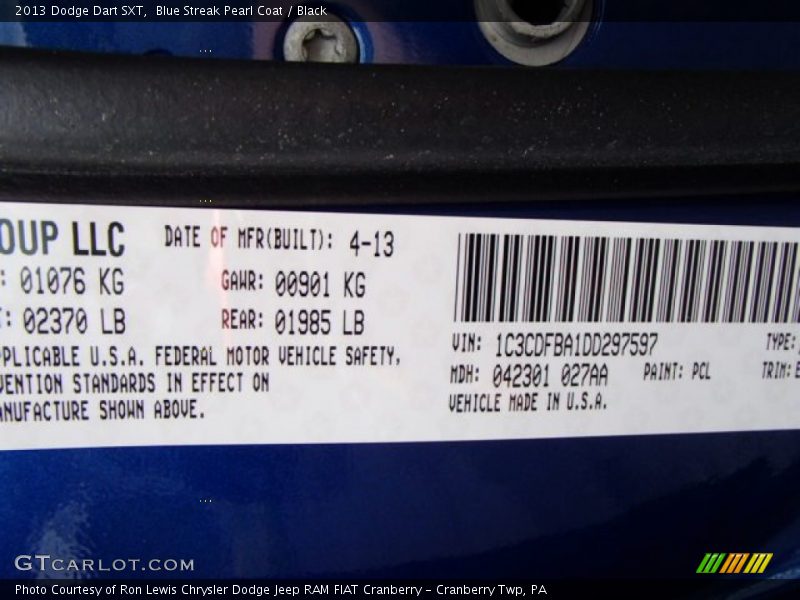 2013 Dodge Dart SXT, Blue Streak Pearl Coat / Black
OUP LLC
DATE OF MFR(BUILT): 4-13
: 01076 KG
GAWR: 00901 KG
: 02370 LB
REAR: 01985 LB
PLICABLE U.S.A. FEDERAL MOTOR VEHICLE SAFETY,
VENTION STANDARDS IN EFFECT ON
ANUFACTURE SHOWN ABOVE.
VIN: 1C3CDFBA1DD297597
TYPE:
MDH: 042301 027AA
PAINT: PCL
TRIM:
VEHICLE MADE IN U.S.A.
GTCARLOT.COM
Photo Courtesy of Ron Lewis Chrysler Dodge Jeep RAM FIAT Cranberry – Cranberry Twp, PA